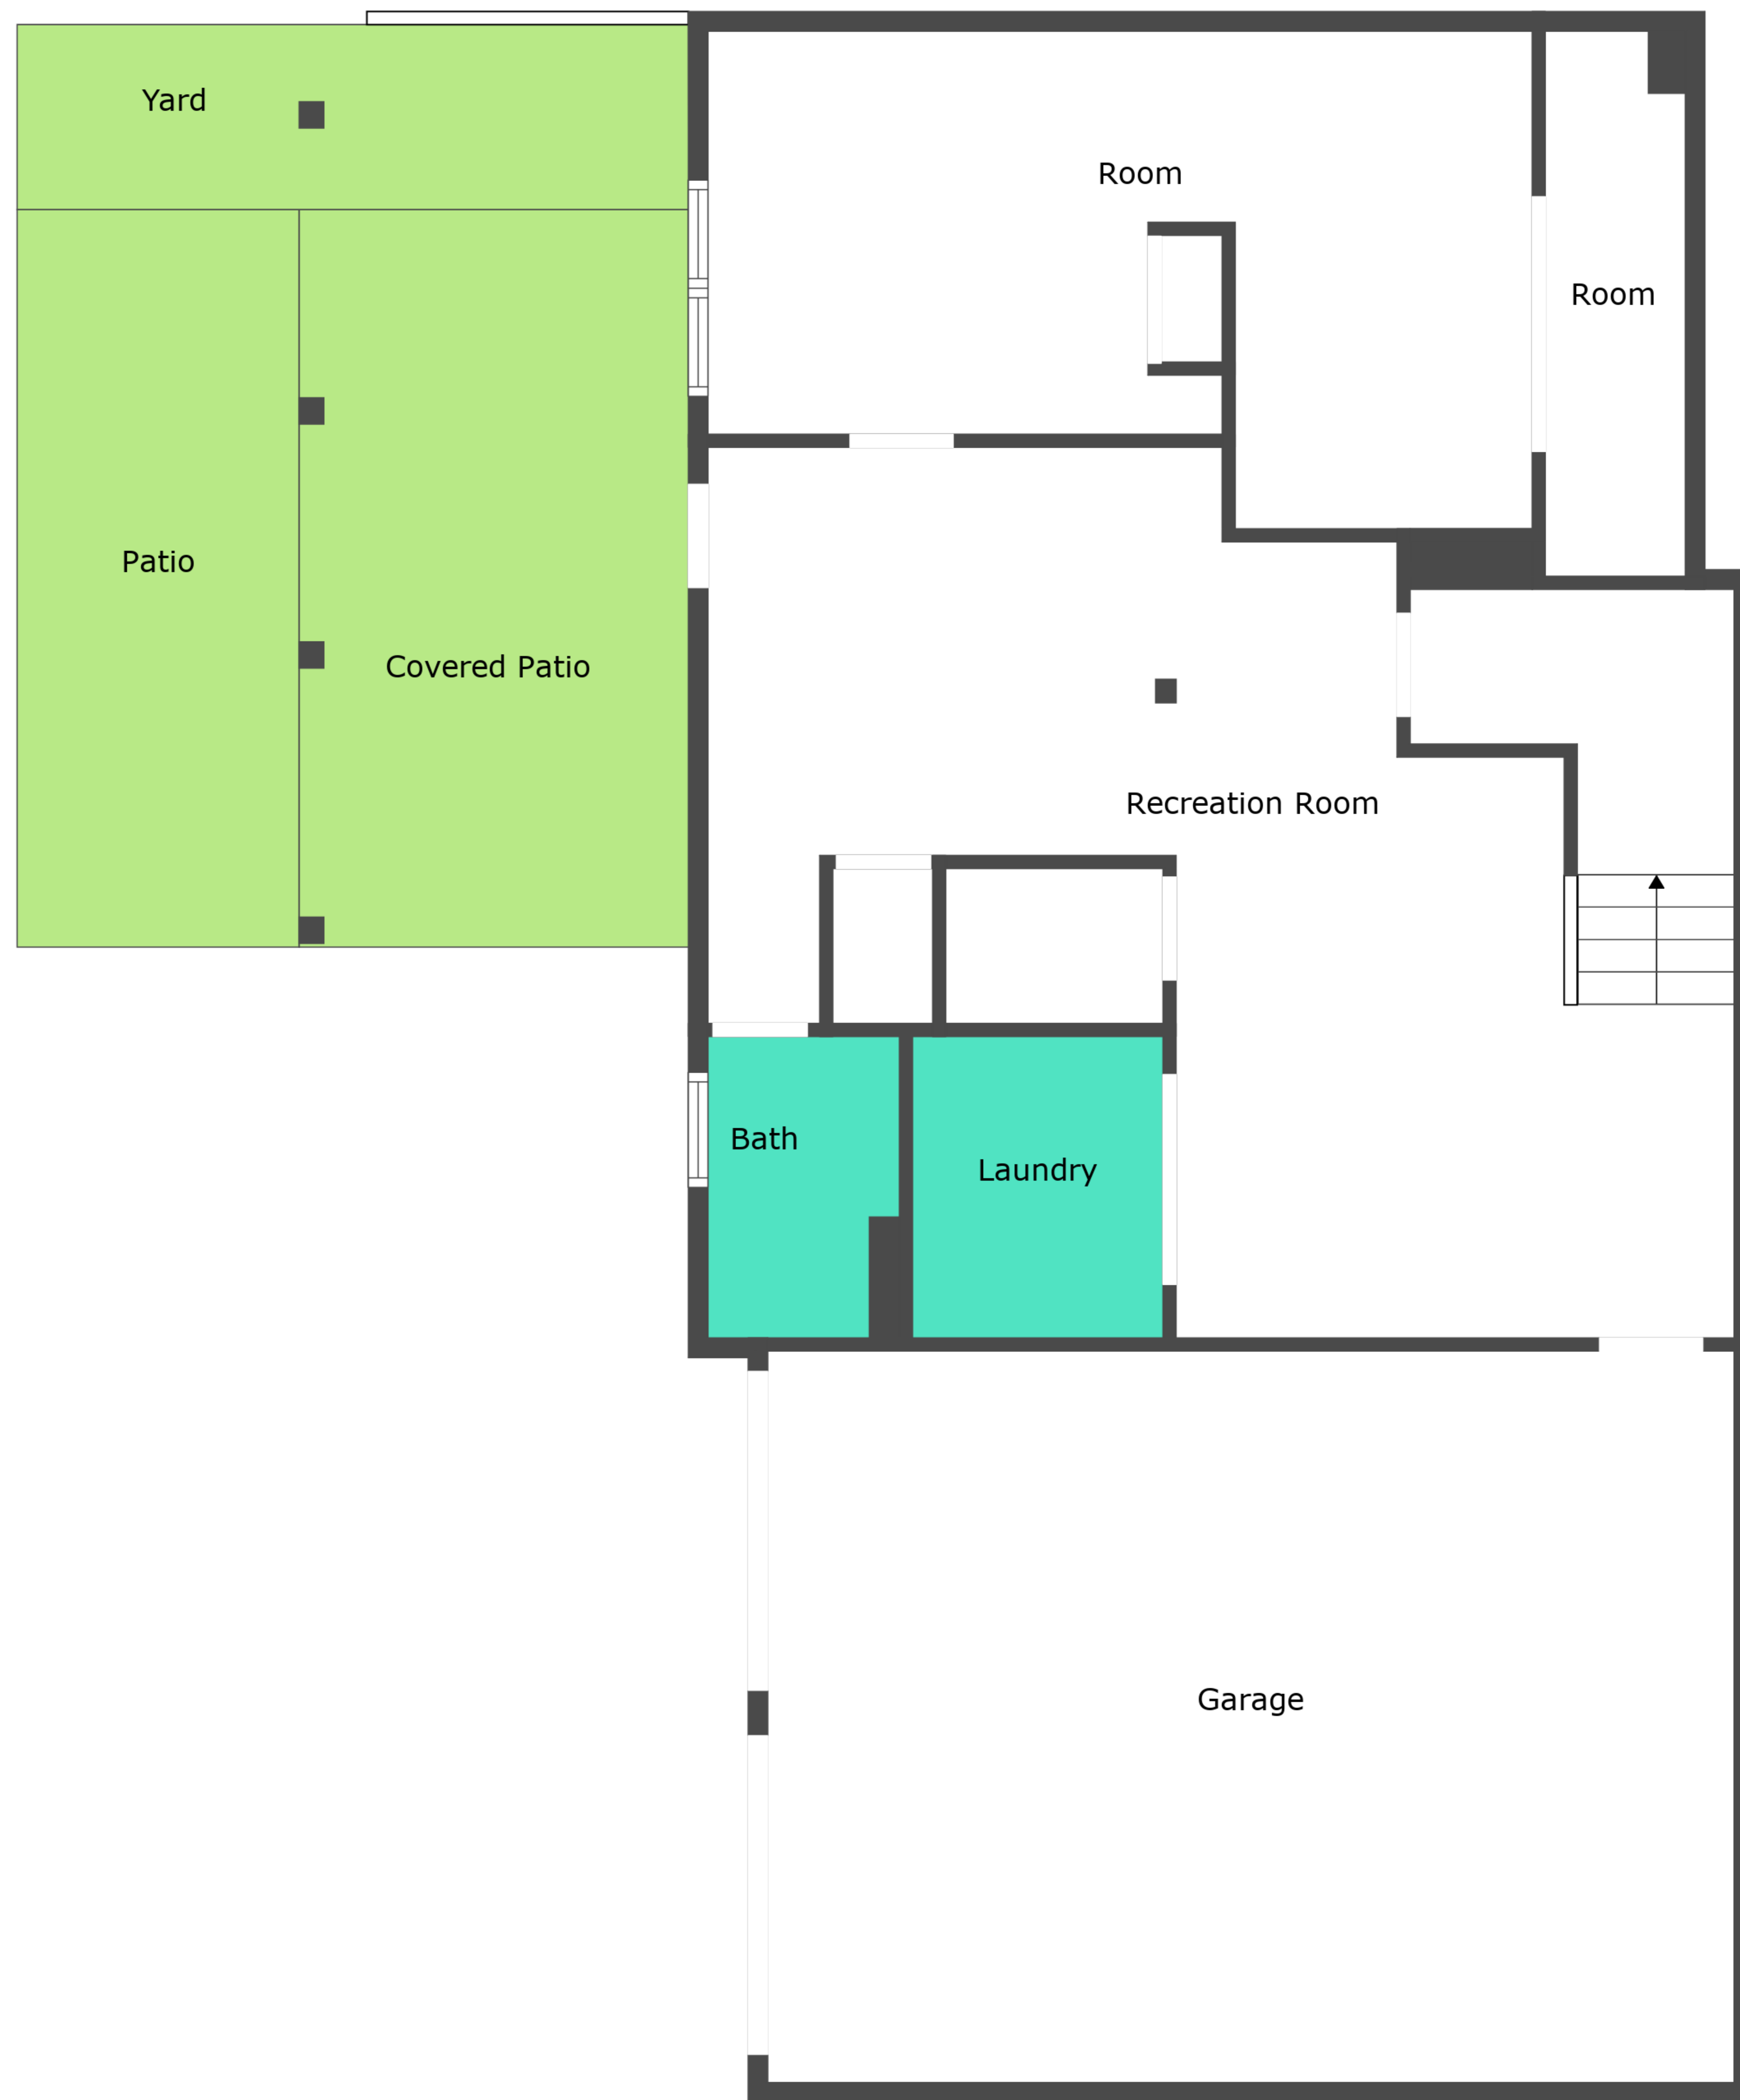 Yard
Room
Room
Patio
Covered Patio
Recreation Room
Bath
Laundry
Garage